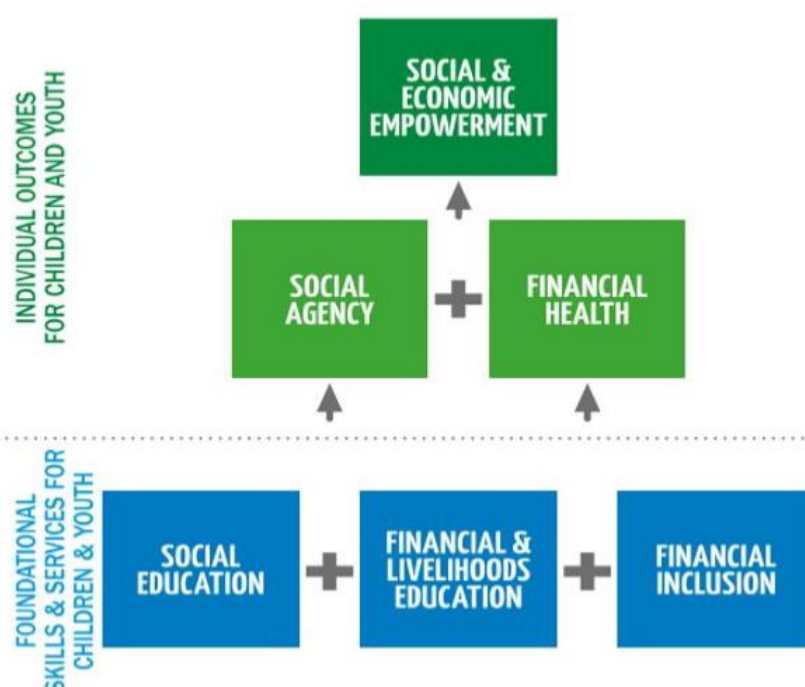 INDIVIDUAL OUTCOMES
FOR CHILDREN AND YOUTH
SOCIAL &
ECONOMIC
EMPOWERMENT
SOCIAL
AGENCY
FINANCIAL
HEALTH
FOUNDATIONAL
SKILLS & SERVICES FOR
CHILDREN & YOUTH
SOCIAL
EDUCATION
FINANCIAL &
LIVELIHOODS
EDUCATION
FINANCIAL
INCLUSION